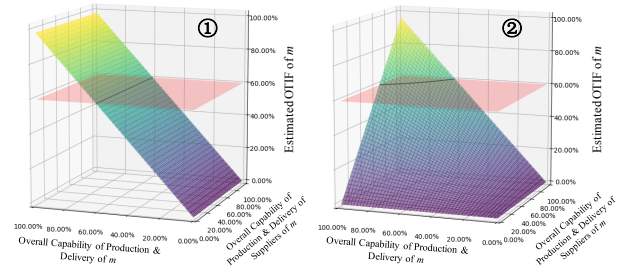 ①
100.00%
80.00%
60.00%
40.00%
20.00%
0.00%
Estimated OTIF of m
100.00%
80.00%
60.00%
40.00%
20.00%
0.00%
100.00% 80.00% 60.00% 40.00% 20.00% 0.00%
Overall Capability of Production &
Delivery of m
Overall Capability of
Production & Delivery of
Suppliers of m
②
100.00%
80.00%
60.00%
40.00%
20.00%
0.00%
Estimated OTIF of m
100.00%
80.00%
60.00%
40.00%
20.00%
0.00%
100.00% 80.00% 60.00% 40.00% 20.00% 0.00%
Overall Capability of Production &
Delivery of m
Overall Capability of
Production & Delivery of
Suppliers of m